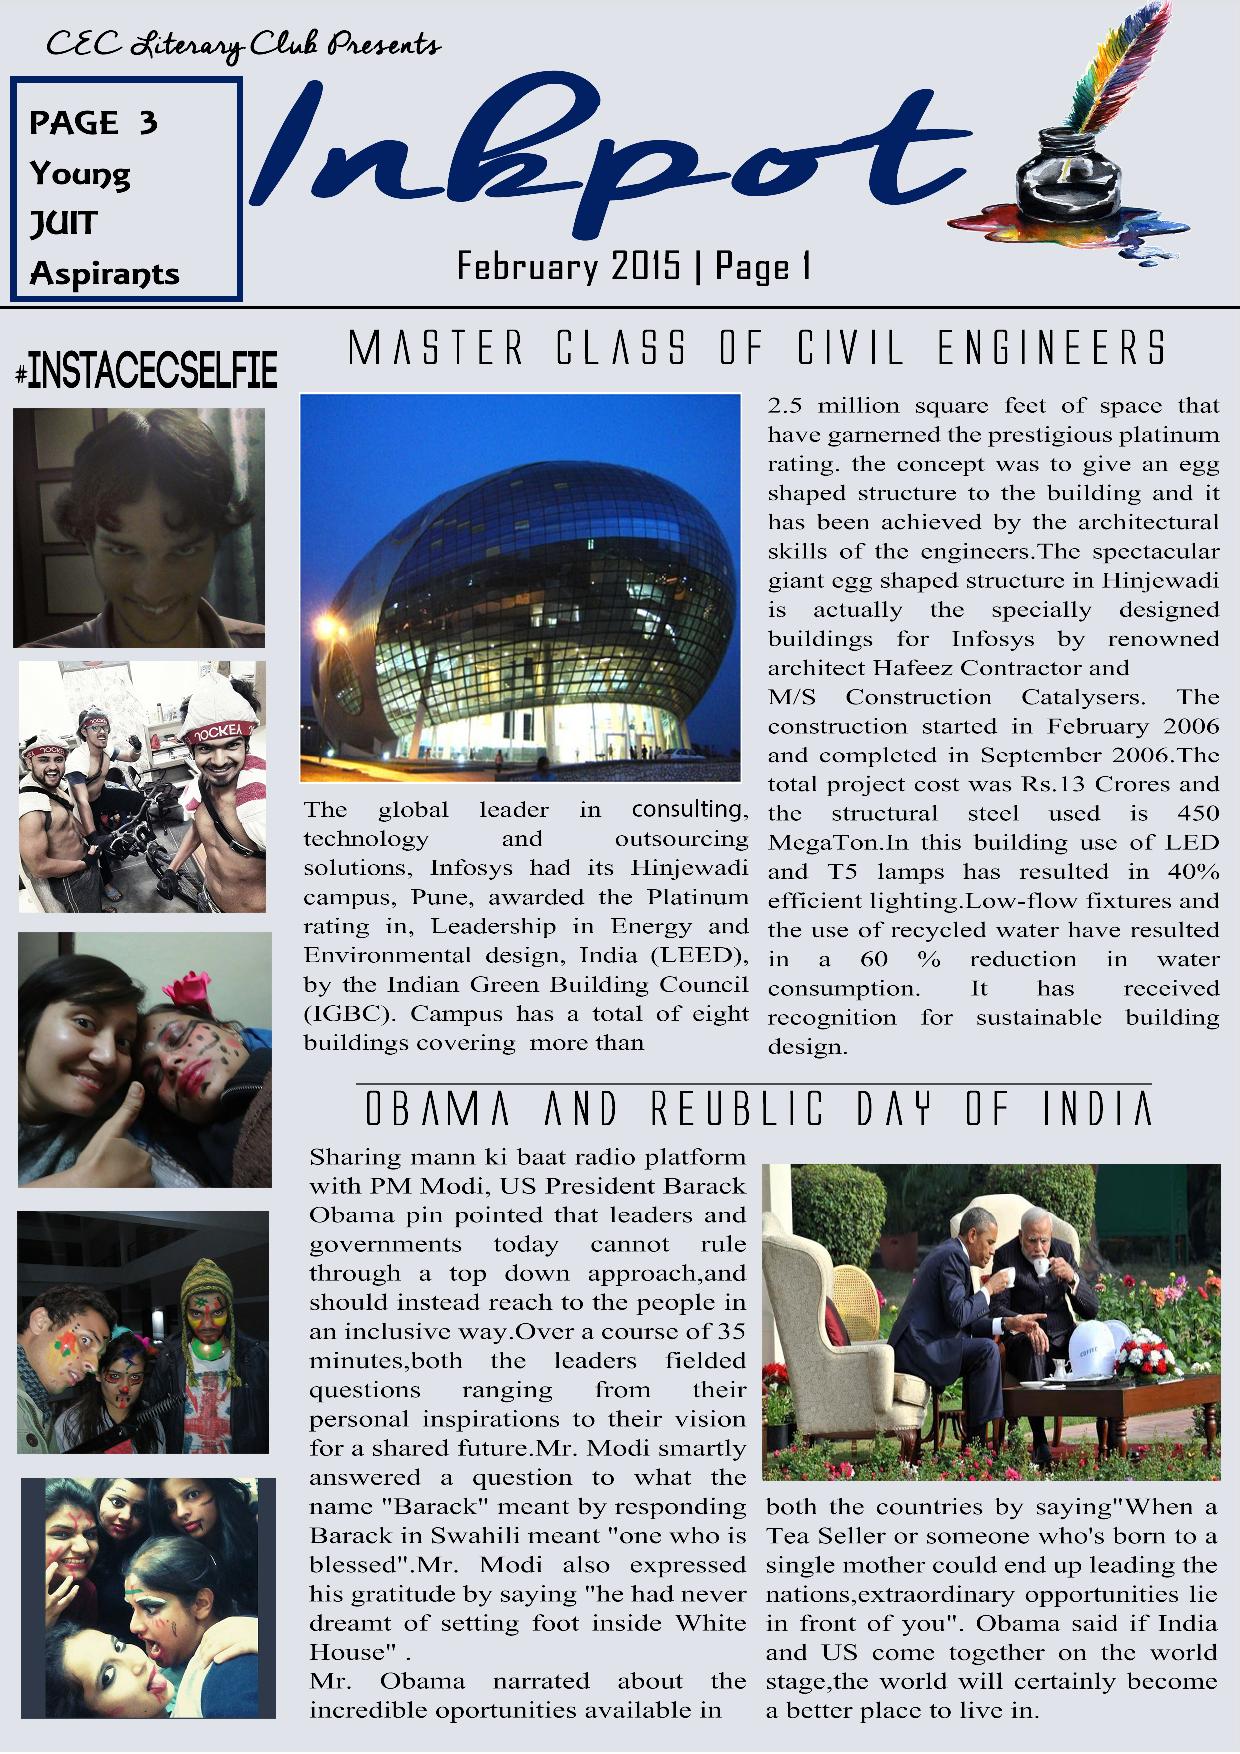 CEC Literary Club Presents
PAGE 3
Young
JUIT
Aspirants
Inkpot
February 2015 | Page 1
#INSTACECSELFIE
JOCKEY
JOCKEY
MASTER CLASS OF CIVIL ENGINEERS
The global leader in consulting,
technology and outsourcing
solutions, Infosys had its Hinjewadi
campus, Pune, awarded the Platinum
rating in, Leadership in Energy and
Environmental design, India (LEED),
by the Indian Green Building Council
(IGBC). Campus has a total of eight
buildings covering more than
2.5 million square feet of space that
have garnerned the prestigious platinum
rating. the concept was to give an egg
shaped structure to the building and it
has been achieved by the architectural
skills of the engineers.The spectacular
giant egg shaped structure in Hinjewadi
is actually the specially designed
buildings for Infosys by renowned
architect Hafeez Contractor and
M/S Construction Catalysers. The
construction started in February 2006
and completed in September 2006.The
total project cost was Rs.13 Crores and
the structural steel used is 450
MegaTon.In this building use of LED
and T5 lamps has resulted in 40%
efficient lighting.Low-flow fixtures and
the use of recycled water have resulted
in a 60 % reduction in water
consumption. It has received
recognition for sustainable building
design.
OBAMA AND REUBLIC DAY OF INDIA
Sharing mann ki baat radio platform
with PM Modi, US President Barack
Obama pin pointed that leaders and
governments today cannot rule
through a top down approach,and
should instead reach to the people in
an inclusive way.Over a course of 35
minutes,both the leaders fielded
questions ranging from their
personal inspirations to their vision
for a shared future.Mr. Modi smartly
answered a question to what the
name "Barack" meant by responding
Barack in Swahili meant "one who is
blessed".Mr. Modi also expressed
his gratitude by saying "he had never
dreamt of setting foot inside White
House" .
Mr. Obama narrated about the
incredible oportunities available in
COFFEE
both the countries by saying"When a
Tea Seller or someone who's born to a
single mother could end up leading the
nations,extraordinary opportunities lie
in front of you". Obama said if India
and US come together on the world
stage,the world will certainly become
a better place to live in.